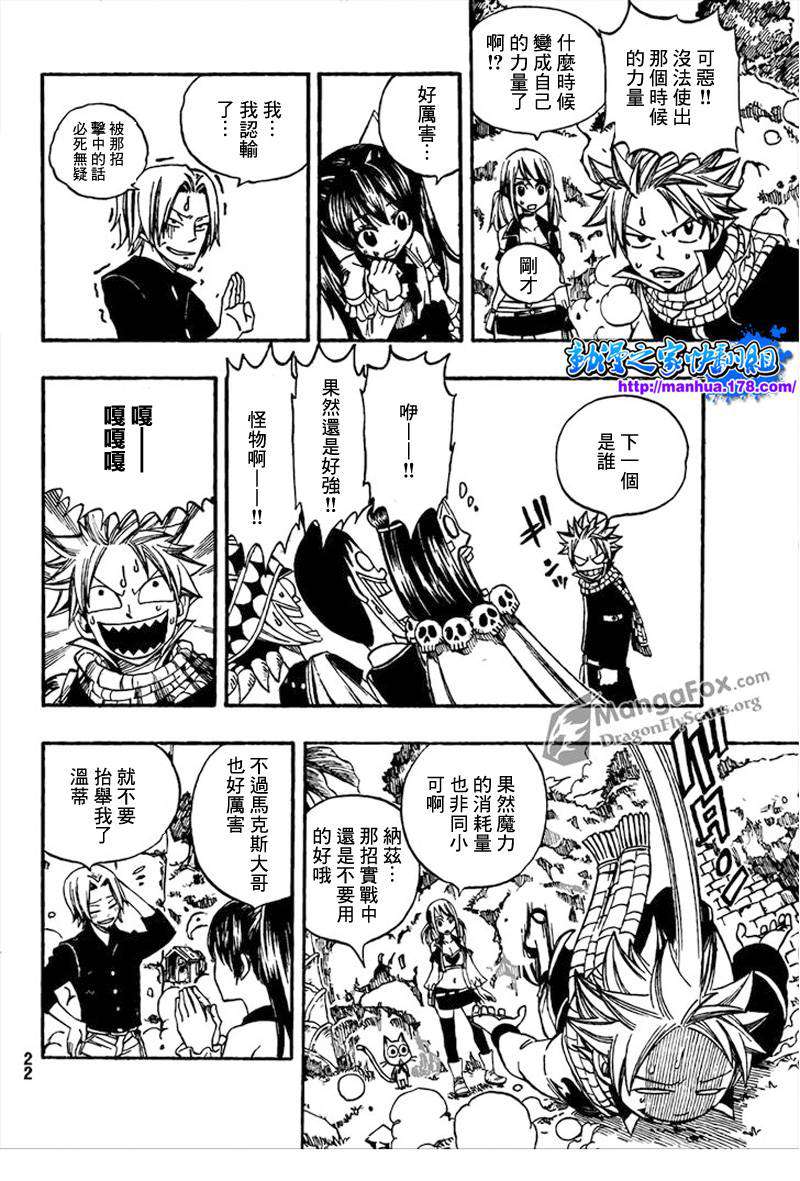 可惡!!
沒法使出
那個時候
的力量
什麼時候
變成自己
的力量了
啊!?
剛才
好厲害…
我…
我認輸
了…
被那招
擊中的話
必死無疑
動漫之家快翻組
http://manhua.178.com/
下一個
是誰
咿——!!
果然還是好強!!
怪物啊——!!
嘎——
嘎嘎嘎
MangaFox.com
DragonFlyScans.org
果然魔力
的消耗量
也非同小
可啊
納茲…
那招實戰中
還是不要用
的好哦
不過馬克斯大哥
也好厲害
就不要
抬舉我了
溫蒂
22